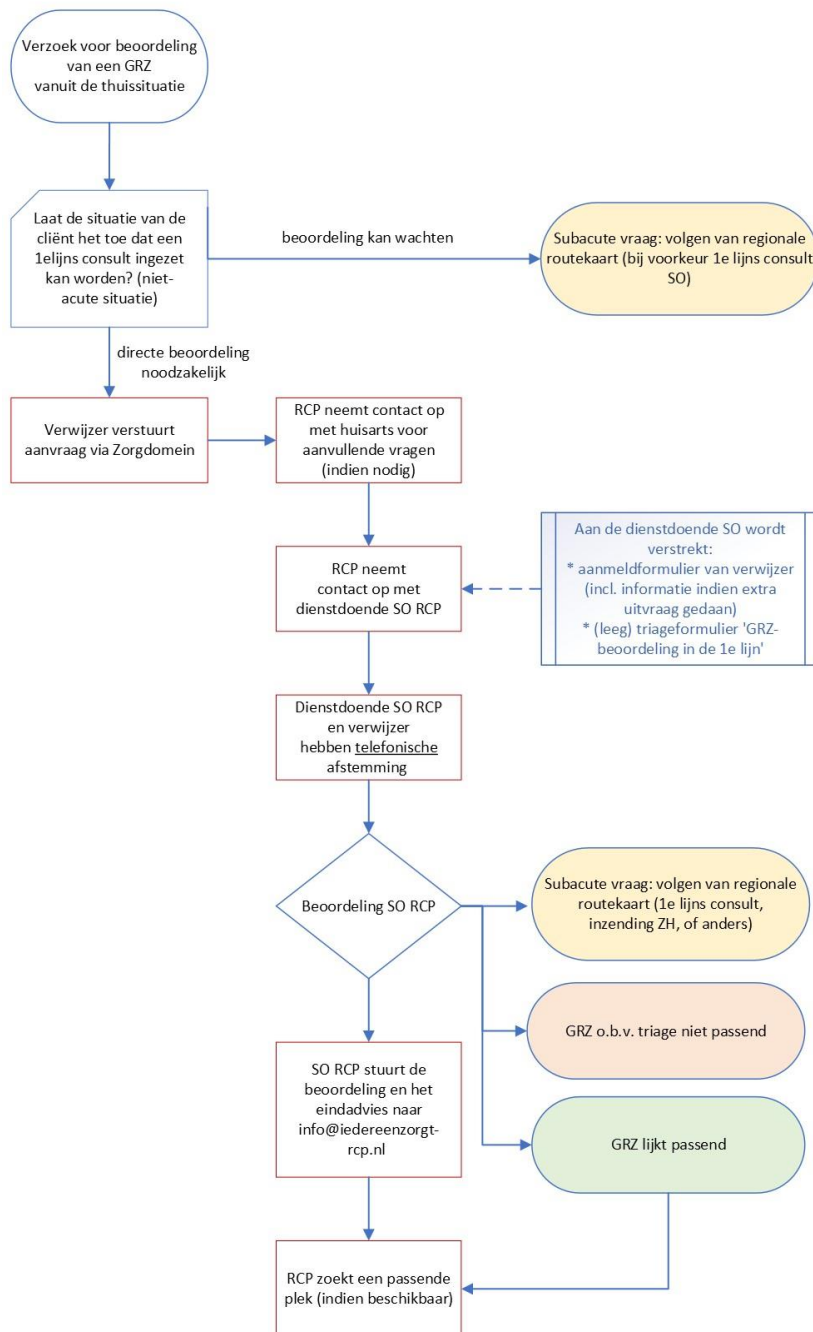 Verzoek voor beoordeling
van een GRZ
vanuit de thuissituatie
Laat de situatie van de
cliënt het toe dat een
1elijns consult ingezet
kan worden? (niet-
acute situatie)
beoordeling kan wachten
Subacute vraag: volgen van regionale
routekaart (bij voorkeur 1e lijns consult
SO)
directe beoordeling
noodzakelijk
Verwijzer verstuurt
aanvraag via Zorgdomein
RCP neemt contact op
met huisarts voor
aanvullende vragen
(indien nodig)
RCP neemt
contact op met
dienstdoende SO RCP
Aan de dienstdoende SO wordt
verstrekt:
* aanmeldformulier van verwijzer
(incl. informatie indien extra
uitvraag gedaan)
* (leeg) triageformulier 'GRZ-
beoordeling in de 1e lijn'
Dienstdoende SO RCP
en verwijzer
hebben telefonische
afstemming
Beoordeling SO RCP
Subacute vraag: volgen van regionale
routekaart (1e lijns consult,
inzending ZH, of anders)
GRZ o.b.v. triage niet passend
SO RCP stuurt de
beoordeling en het
eindadvies naar
info@iedereenzorgt-
rcp.nl
GRZ lijkt passend
RCP zoekt een passende
plek (indien beschikbaar)